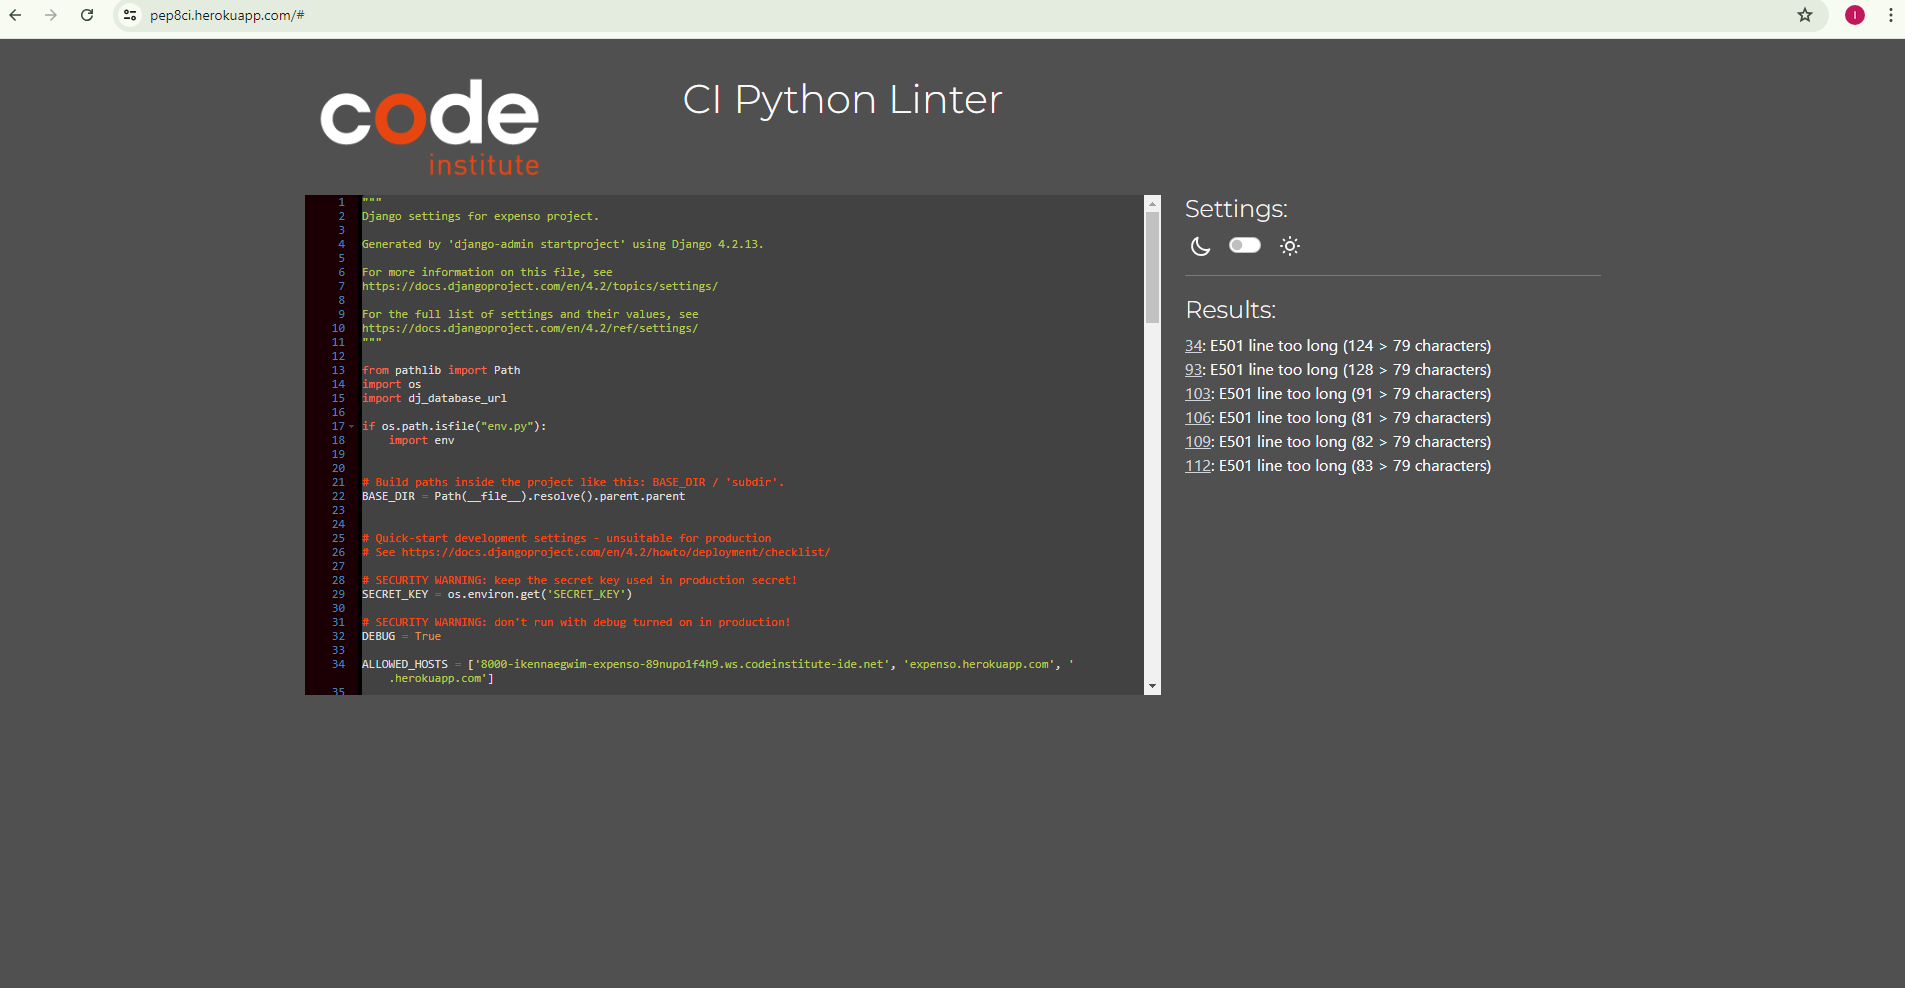 pep8ci.herokuapp.com/#
I
code
institute
CI Python Linter
1 """
2 Django settings for expenso project.
3
4 Generated by 'django-admin startproject' using Django 4.2.13.
5
6 For more information on this file, see
7 https://docs.djangoproject.com/en/4.2/topics/settings/
8
9 For the full list of settings and their values, see
10 https://docs.djangoproject.com/en/4.2/ref/settings/
11 """
12
13 from pathlib import Path
14 import os
15 import dj_database_url
16
17 if os.path.isfile("env.py"):
18     import env
19
20
21 # Build paths inside the project like this: BASE_DIR / 'subdir'.
22 BASE_DIR = Path(__file__).resolve().parent.parent
23
24
25 # Quick-start development settings - unsuitable for production
26 # See https://docs.djangoproject.com/en/4.2/howto/deployment/checklist/
27
28 # SECURITY WARNING: keep the secret key used in production secret!
29 SECRET_KEY = os.environ.get('SECRET_KEY')
30
31 # SECURITY WARNING: don't run with debug turned on in production!
32 DEBUG = True
33
34 ALLOWED_HOSTS = ['8000-ikennaegwim-expenso-89nupo1f4h9.ws.codeinstitute-ide.net', 'expenso.herokuapp.com', '
.herokuapp.com']
35
Settings:
Results:
34: E501 line too long (124 > 79 characters)
93: E501 line too long (128 > 79 characters)
103: E501 line too long (91 > 79 characters)
106: E501 line too long (81 > 79 characters)
109: E501 line too long (82 > 79 characters)
112: E501 line too long (83 > 79 characters)